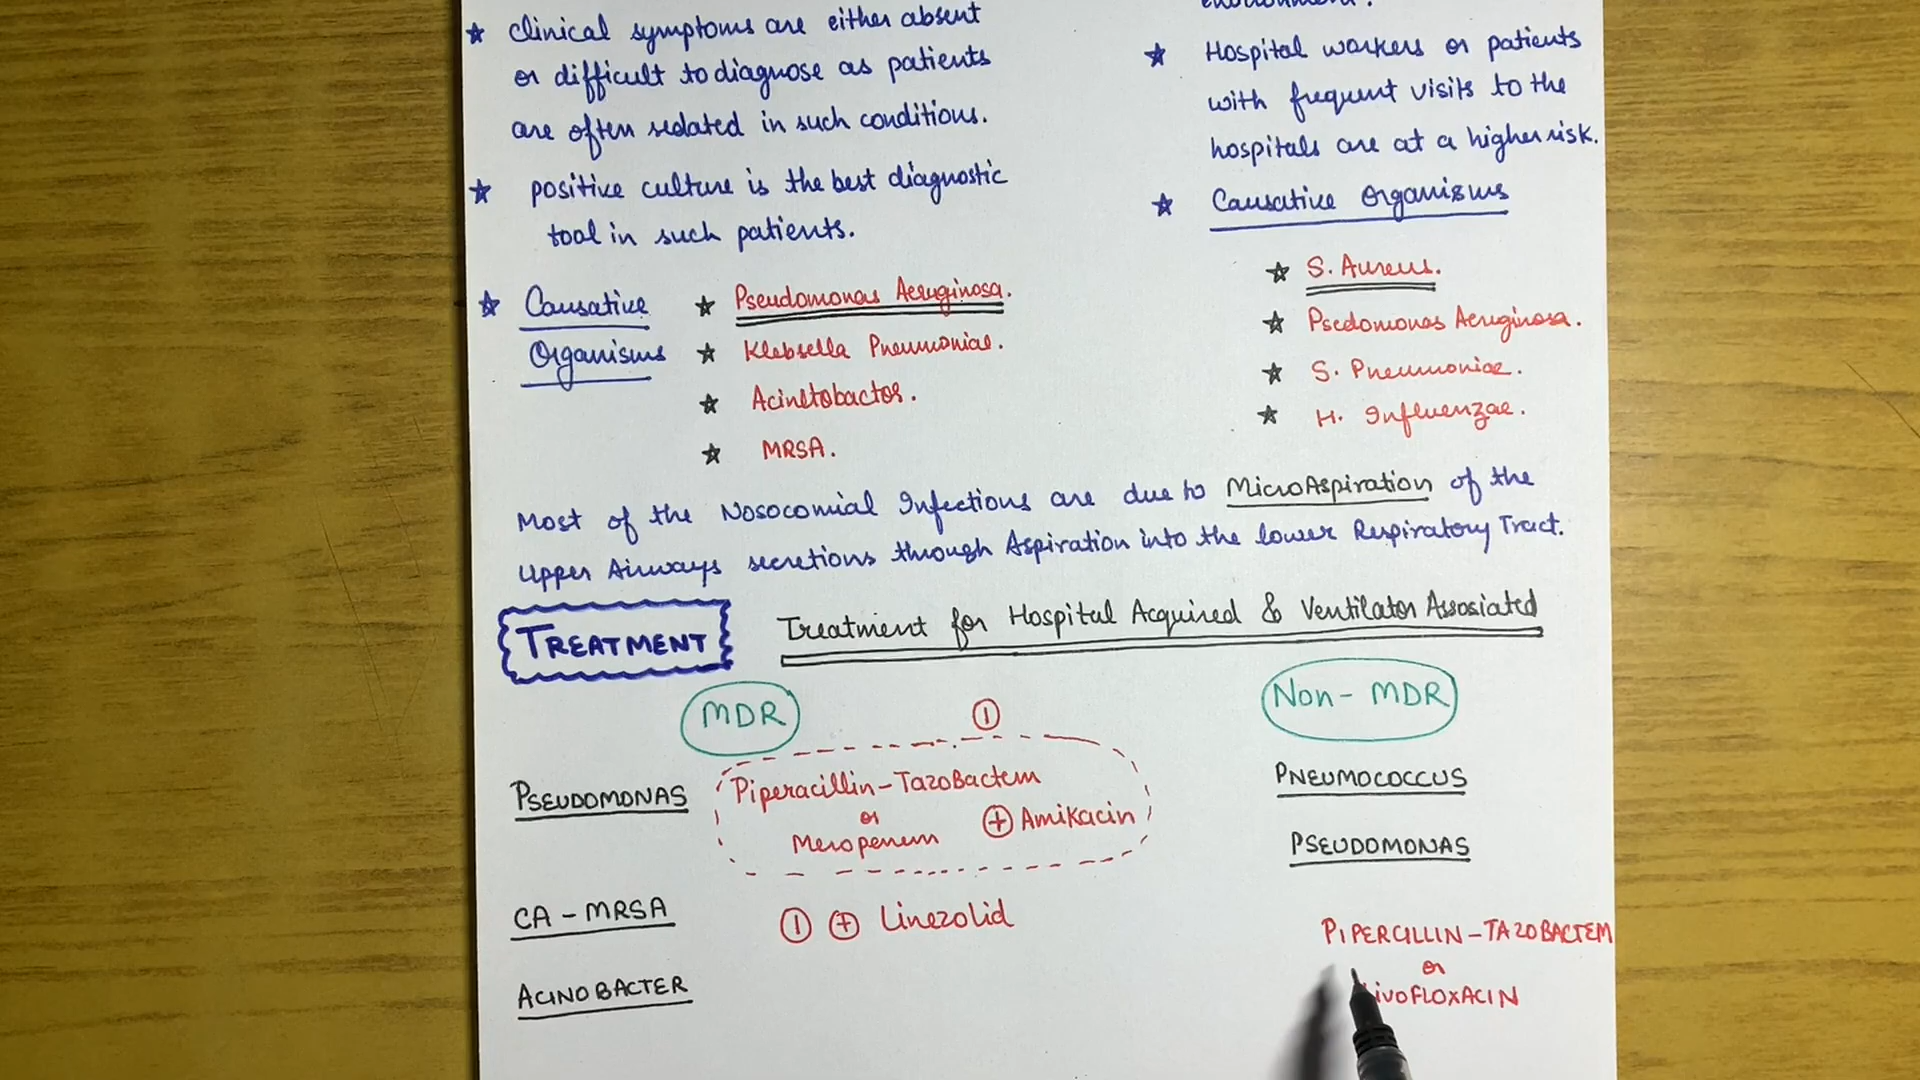 clinical symptoms are either absent
or difficult to diagnose as patients
are often sedated in such conditions.
positive culture is the best diagnostic
tool in such patients.
Causative
Organisms
Pseudomonas Aeruginosa.
Klebsella Pneumoniae.
Acinetobactor.
MRSA.
Hospital workers or patients
with frequent visits to the
hospitals are at a higher risk.
Causative Organisms
S. Aureus.
Psedomonas Aeruginosa.
S. Pneumoniae.
H. Influenzae.
Most of the Nosocomial Infections are due to MicroAspiration of the
Upper Airways secretions through Aspiration into the lower Respiratory Tract.
TREATMENT
Treatment for Hospital Acquired & Ventilator Assosiated
MDR
1
PSEUDOMONAS
Piperacillin-TazoBactem
or
Meropenem
+ Amikacin
CA-MRSA
1 + Linezolid
ACINOBACTER
Non-MDR
PNEUMOCOCCUS
PSEUDOMONAS
PIPERCILLIN-TAZOBACTEM
or
LIVOFLOXACIN